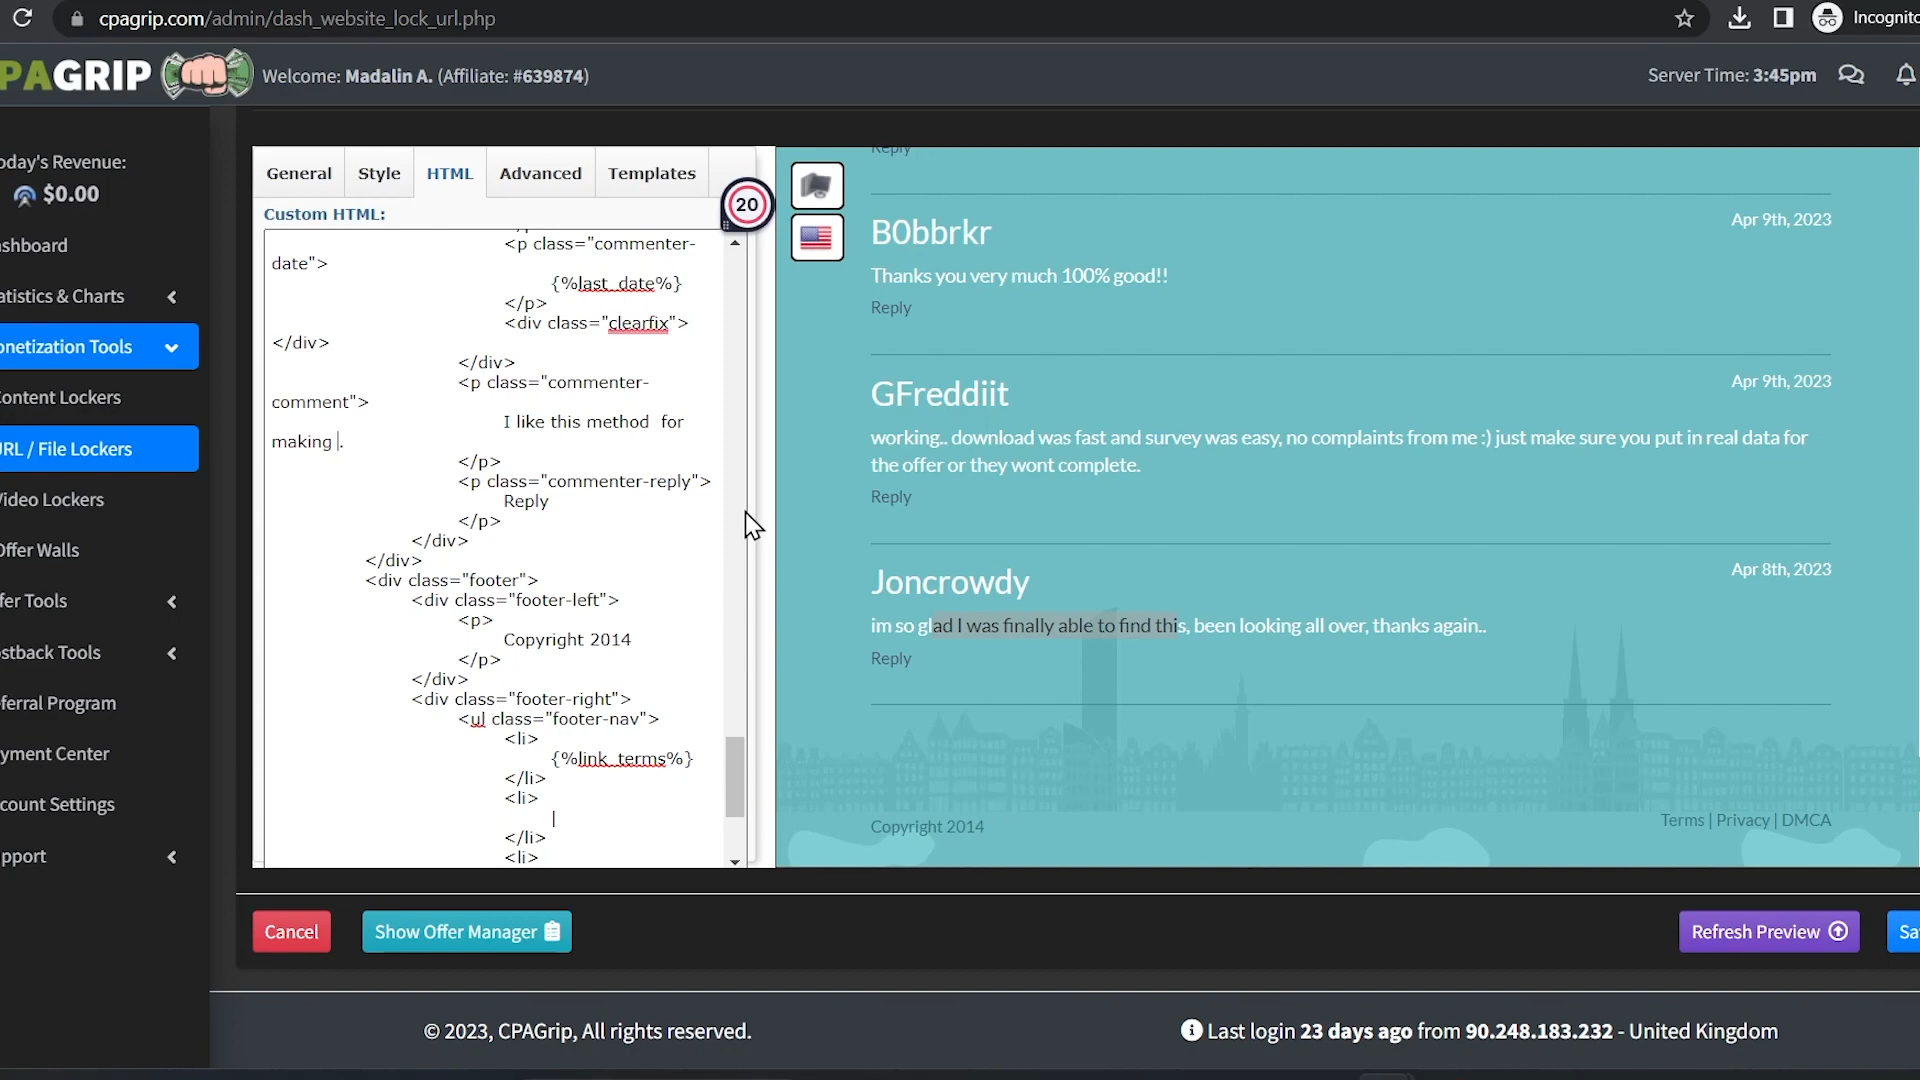 cpagrip.com/admin/dash_website_lock_url.php
Incognito
PAGRIP
Welcome: Madalin A. (Affiliate: #639874)
Server Time: 3:45pm
oday's Revenue:
$0.00
ashboard
atistics & Charts
onetization Tools
ontent Lockers
URL / File Lockers
Video Lockers
Offer Walls
fer Tools
stback Tools
eferral Program
yment Center
count Settings
pport
General
Style
HTML
Advanced
Templates
20
Custom HTML:
<p class="commenter-
date">
{%last_date%}
</p>
<div class="clearfix">
</div>
</div>
<p class="commenter-
comment">
I like this method  for
making .
</p>
<p class="commenter-reply">
Reply
</p>
</div>
</div>
<div class="footer">
<div class="footer-left">
<p>
Copyright 2014
</p>
</div>
<div class="footer-right">
<ul class="footer-nav">
<li>
{%link_terms%}
</li>
<li>
|
</li>
<li>
Reply
B0bbrkr
Apr 9th, 2023
Thanks you very much 100% good!!
Reply
GFreddiit
Apr 9th, 2023
working.. download was fast and survey was easy, no complaints from me :) just make sure you put in real data for
the offer or they wont complete.
Reply
Joncrowdy
Apr 8th, 2023
im so glad I was finally able to find this, been looking all over, thanks again..
Reply
Copyright 2014
Terms | Privacy | DMCA
Cancel
Show Offer Manager
Refresh Preview
Sa
© 2023, CPAGrip, All rights reserved.
Last login 23 days ago from 90.248.183.232 - United Kingdom